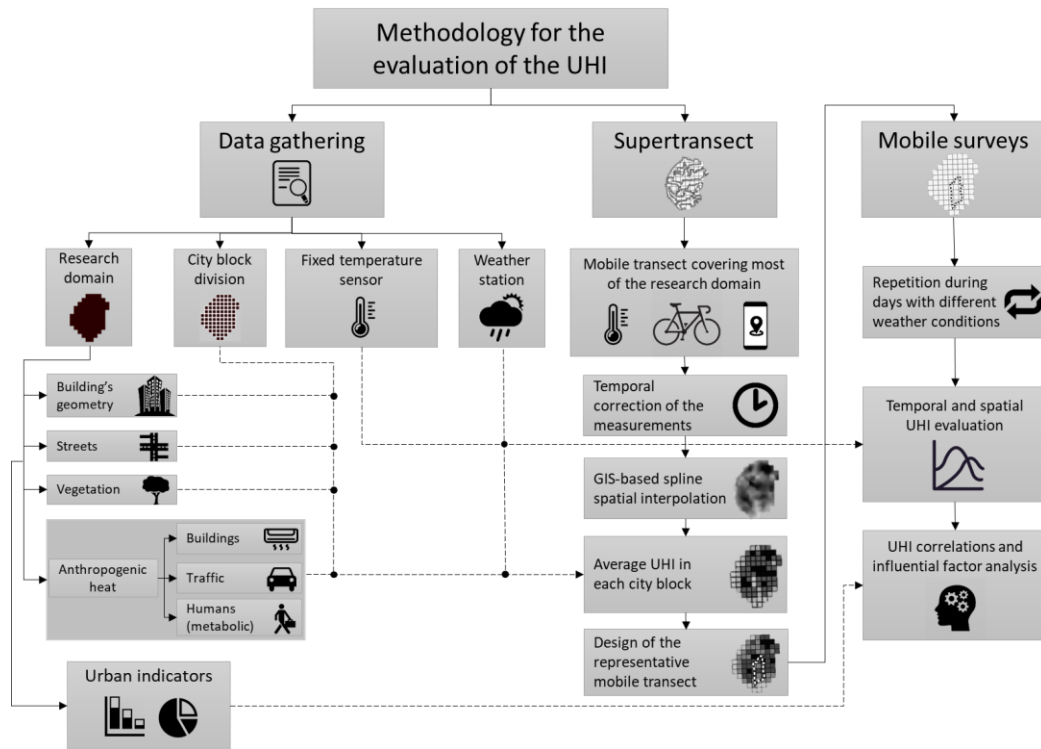 Methodology for the
evaluation of the UHI
Data gathering
Supertransect
Mobile surveys
Research
domain
City block
division
Fixed temperature
sensor
Weather
station
Mobile transect covering most
of the research domain
Repetition during
days with different
weather conditions
Building's
geometry
Streets
Vegetation
Anthropogenic
heat
Buildings
Traffic
Humans
(metabolic)
Urban indicators
Temporal
correction of the
measurements
GIS-based spline
spatial interpolation
Average UHI in
each city block
Design of the
representative
mobile transect
Temporal and spatial
UHI evaluation
UHI correlations and
influential factor analysis